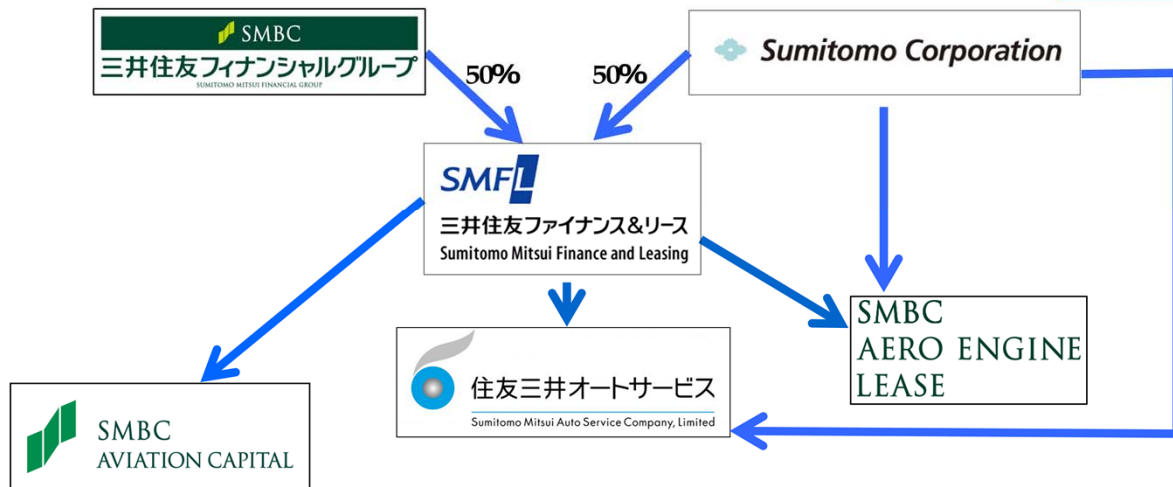 SMBC
三井住友フィナンシャルグループ
SUMITOMO MITSUI FINANCIAL GROUP
Sumitomo Corporation
50%
50%
SMFL
三井住友ファイナンス&リース
Sumitomo Mitsui Finance and Leasing
SMBC
AERO ENGINE
LEASE
住友三井オートサービス
Sumitomo Mitsui Auto Service Company, Limited
SMBC
AVIATION CAPITAL